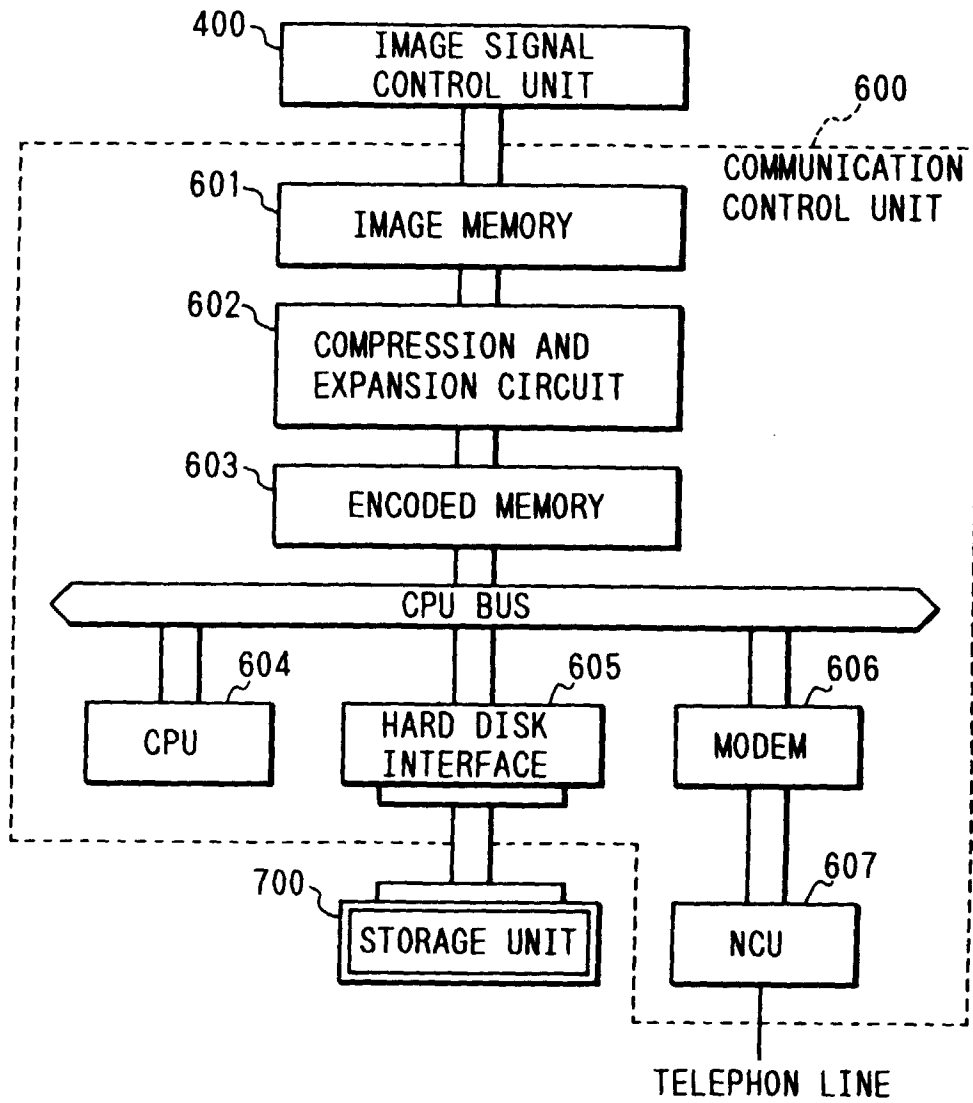 400
IMAGE SIGNAL
CONTROL UNIT
600
COMMUNICATION
CONTROL UNIT
601
IMAGE MEMORY
602
COMPRESSION AND
EXPANSION CIRCUIT
603
ENCODED MEMORY
CPU BUS
604
CPU
605
HARD DISK
INTERFACE
606
MODEM
700
STORAGE UNIT
607
NCU
TELEPHON LINE